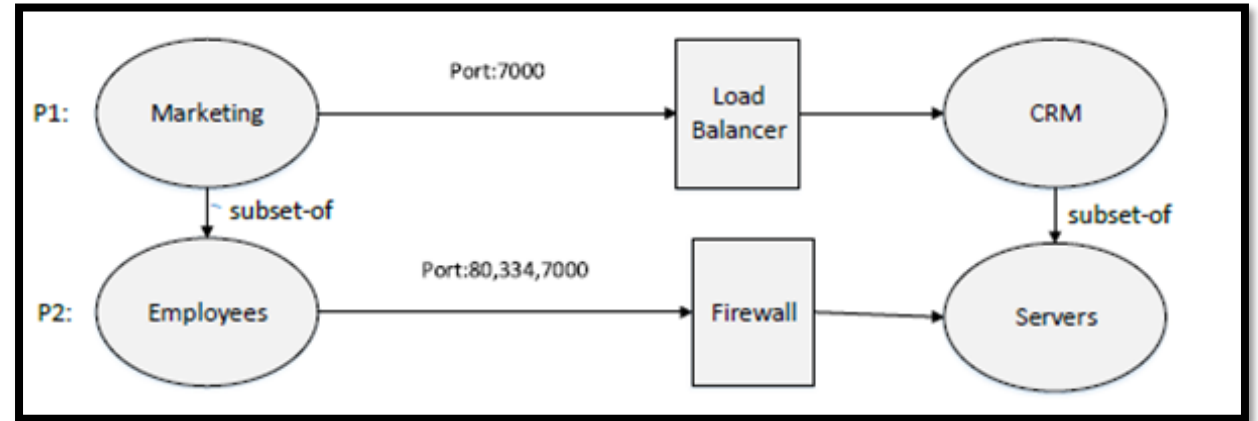 Port:7000
P1:
Marketing
Load
Balancer
CRM
subset-of
subset-of
Port:80,334,7000
P2:
Employees
Firewall
Servers